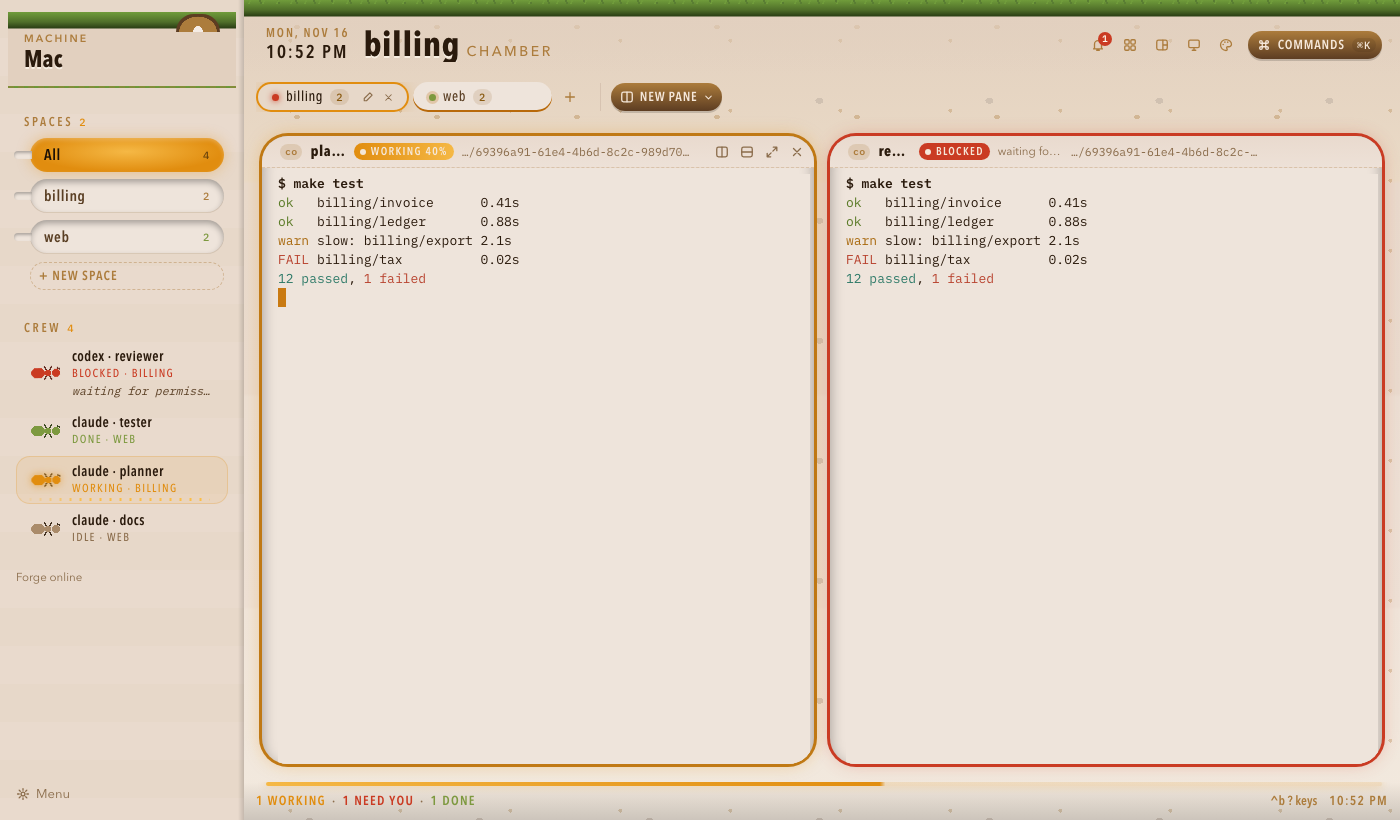 MACHINE
Mac
SPACES 2
All 4
billing 2
web 2
+ NEW SPACE
CREW 4
codex · reviewer
BLOCKED · BILLING
waiting for permiss…
claude · tester
DONE · WEB
claude · planner
WORKING · BILLING
claude · docs
IDLE · WEB
Forge online
Menu
MON, NOV 16
10:52 PM
billing CHAMBER
1
COMMANDS ⌘K
billing 2
web 2
+
NEW PANE
co pla… WORKING 40% …/69396a91-61e4-4b6d-8c2c-989d70…
$ make test
ok billing/invoice 0.41s
ok billing/ledger 0.88s
warn slow: billing/export 2.1s
FAIL billing/tax 0.02s
12 passed, 1 failed
co re… BLOCKED waiting fo… …/69396a91-61e4-4b6d-8c2c-…
$ make test
ok billing/invoice 0.41s
ok billing/ledger 0.88s
warn slow: billing/export 2.1s
FAIL billing/tax 0.02s
12 passed, 1 failed
1 WORKING · 1 NEED YOU · 1 DONE
^b ? keys 10:52 PM